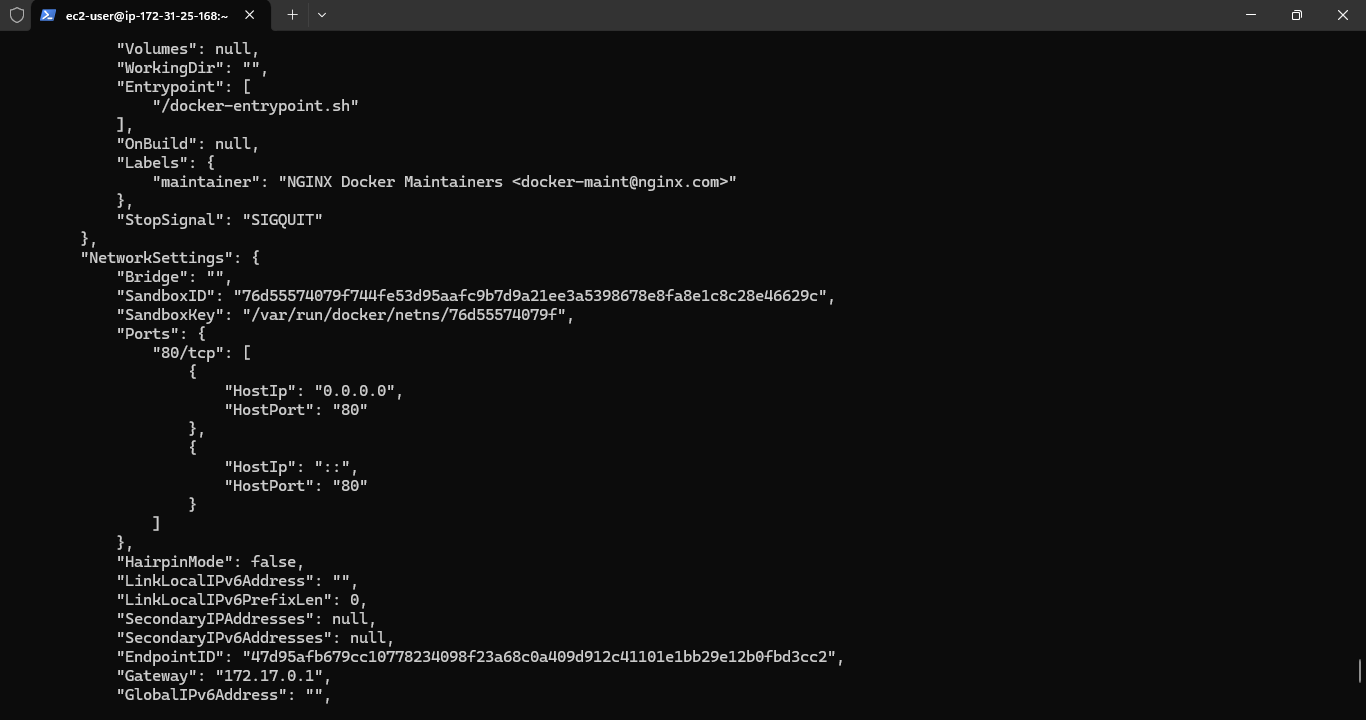 ec2-user@ip-172-31-25-168:~
"Volumes": null,
"WorkingDir": "",
"Entrypoint": [
"/docker-entrypoint.sh"
],
"OnBuild": null,
"Labels": {
"maintainer": "NGINX Docker Maintainers <docker-maint@nginx.com>"
},
"StopSignal": "SIGQUIT"
},
"NetworkSettings": {
"Bridge": "",
"SandboxID": "76d55574079f744fe53d95aafc9b7d9a21ee3a5398678e8fa8e1c8c28e46629c",
"SandboxKey": "/var/run/docker/netns/76d55574079f",
"Ports": {
"80/tcp": [
{
"HostIp": "0.0.0.0",
"HostPort": "80"
},
{
"HostIp": "::",
"HostPort": "80"
}
]
},
"HairpinMode": false,
"LinkLocalIPv6Address": "",
"LinkLocalIPv6PrefixLen": 0,
"SecondaryIPAddresses": null,
"SecondaryIPv6Addresses": null,
"EndpointID": "47d95afb679cc10778234098f23a68c0a409d912c41101e1bb29e12b0fbd3cc2",
"Gateway": "172.17.0.1",
"GlobalIPv6Address": "",